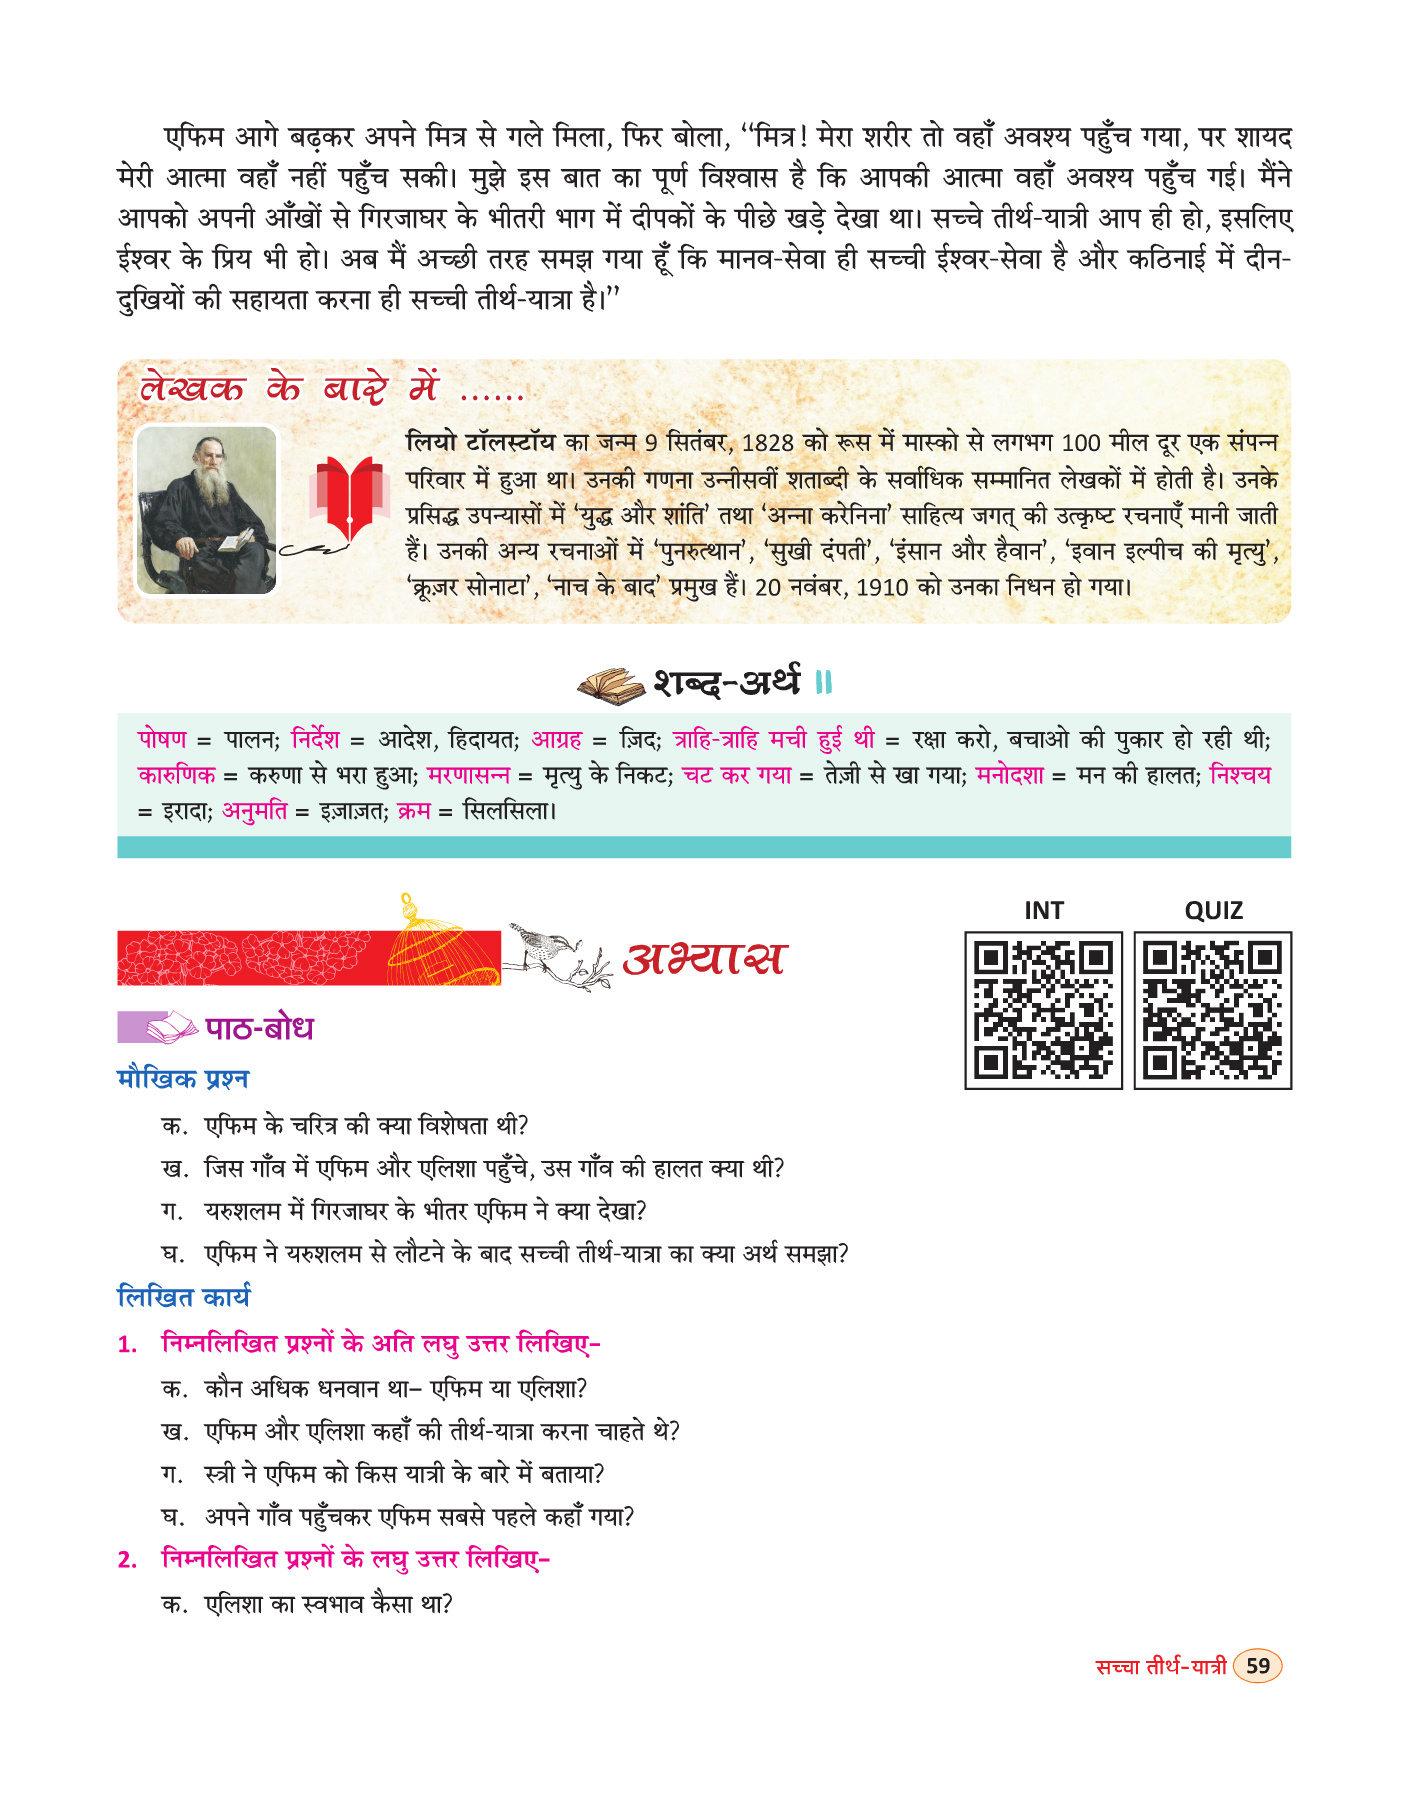 एफिम आगे बढ़कर अपने मित्र से गले मिला, फिर बोला, “मित्र! मेरा शरीर तो वहाँ अवश्य पहुँच गया, पर शायद
मेरी आत्मा वहाँ नहीं पहुँच सकी। मुझे इस बात का पूर्ण विश्वास है कि आपकी आत्मा वहाँ अवश्य पहुँच गई। मैंने
आपको अपनी आँखों से गिरजाघर के भीतरी भाग में दीपकों के पीछे खड़े देखा था। सच्चे तीर्थ-यात्री आप ही हो, इसलिए
ईश्वर के प्रिय भी हो। अब मैं अच्छी तरह समझ गया हूँ कि मानव-सेवा ही सच्ची ईश्वर-सेवा है और कठिनाई में दीन-
दुखियों की सहायता करना ही सच्ची तीर्थ-यात्रा है।”
लेखक के बारे में ......
लियो टॉलस्टॉय का जन्म 9 सितंबर, 1828 को रूस में मास्को से लगभग 100 मील दूर एक संपन्न
परिवार में हुआ था। उनकी गणना उन्नीसवीं शताब्दी के सर्वाधिक सम्मानित लेखकों में होती है। उनके
प्रसिद्ध उपन्यासों में ‘युद्ध और शांति’ तथा ‘अन्ना करेनिना’ साहित्य जगत् की उत्कृष्ट रचनाएँ मानी जाती
हैं। उनकी अन्य रचनाओं में ‘पुनरुत्थान’, ‘सुखी दंपती’, ‘इंसान और हैवान’, ‘इवान इल्पीच की मृत्यु’,
‘क्रूज़र सोनाटा’, ‘नाच के बाद’ प्रमुख हैं। 20 नवंबर, 1910 को उनका निधन हो गया।
शब्द-अर्थ
पोषण = पालन; निर्देश = आदेश, हिदायत; आग्रह = ज़िद; त्राहि-त्राहि मची हुई थी = रक्षा करो, बचाओ की पुकार हो रही थी;
कारुणिक = करुणा से भरा हुआ; मरणासन्न = मृत्यु के निकट; चट कर गया = तेज़ी से खा गया; मनोदशा = मन की हालत; निश्चय
= इरादा; अनुमति = इज़ाज़त; क्रम = सिलसिला।
INT QUIZ
अभ्यास
पाठ-बोध
मौखिक प्रश्न
क. एफिम के चरित्र की क्या विशेषता थी?
ख. जिस गाँव में एफिम और एलिशा पहुँचे, उस गाँव की हालत क्या थी?
ग. यरुशलम में गिरजाघर के भीतर एफिम ने क्या देखा?
घ. एफिम ने यरुशलम से लौटने के बाद सच्ची तीर्थ-यात्रा का क्या अर्थ समझा?
लिखित कार्य
1. निम्नलिखित प्रश्नों के अति लघु उत्तर लिखिए–
क. कौन अधिक धनवान था– एफिम या एलिशा?
ख. एफिम और एलिशा कहाँ की तीर्थ-यात्रा करना चाहते थे?
ग. स्त्री ने एफिम को किस यात्री के बारे में बताया?
घ. अपने गाँव पहुँचकर एफिम सबसे पहले कहाँ गया?
2. निम्नलिखित प्रश्नों के लघु उत्तर लिखिए–
क. एलिशा का स्वभाव कैसा था?
सच्चा तीर्थ-यात्री 59